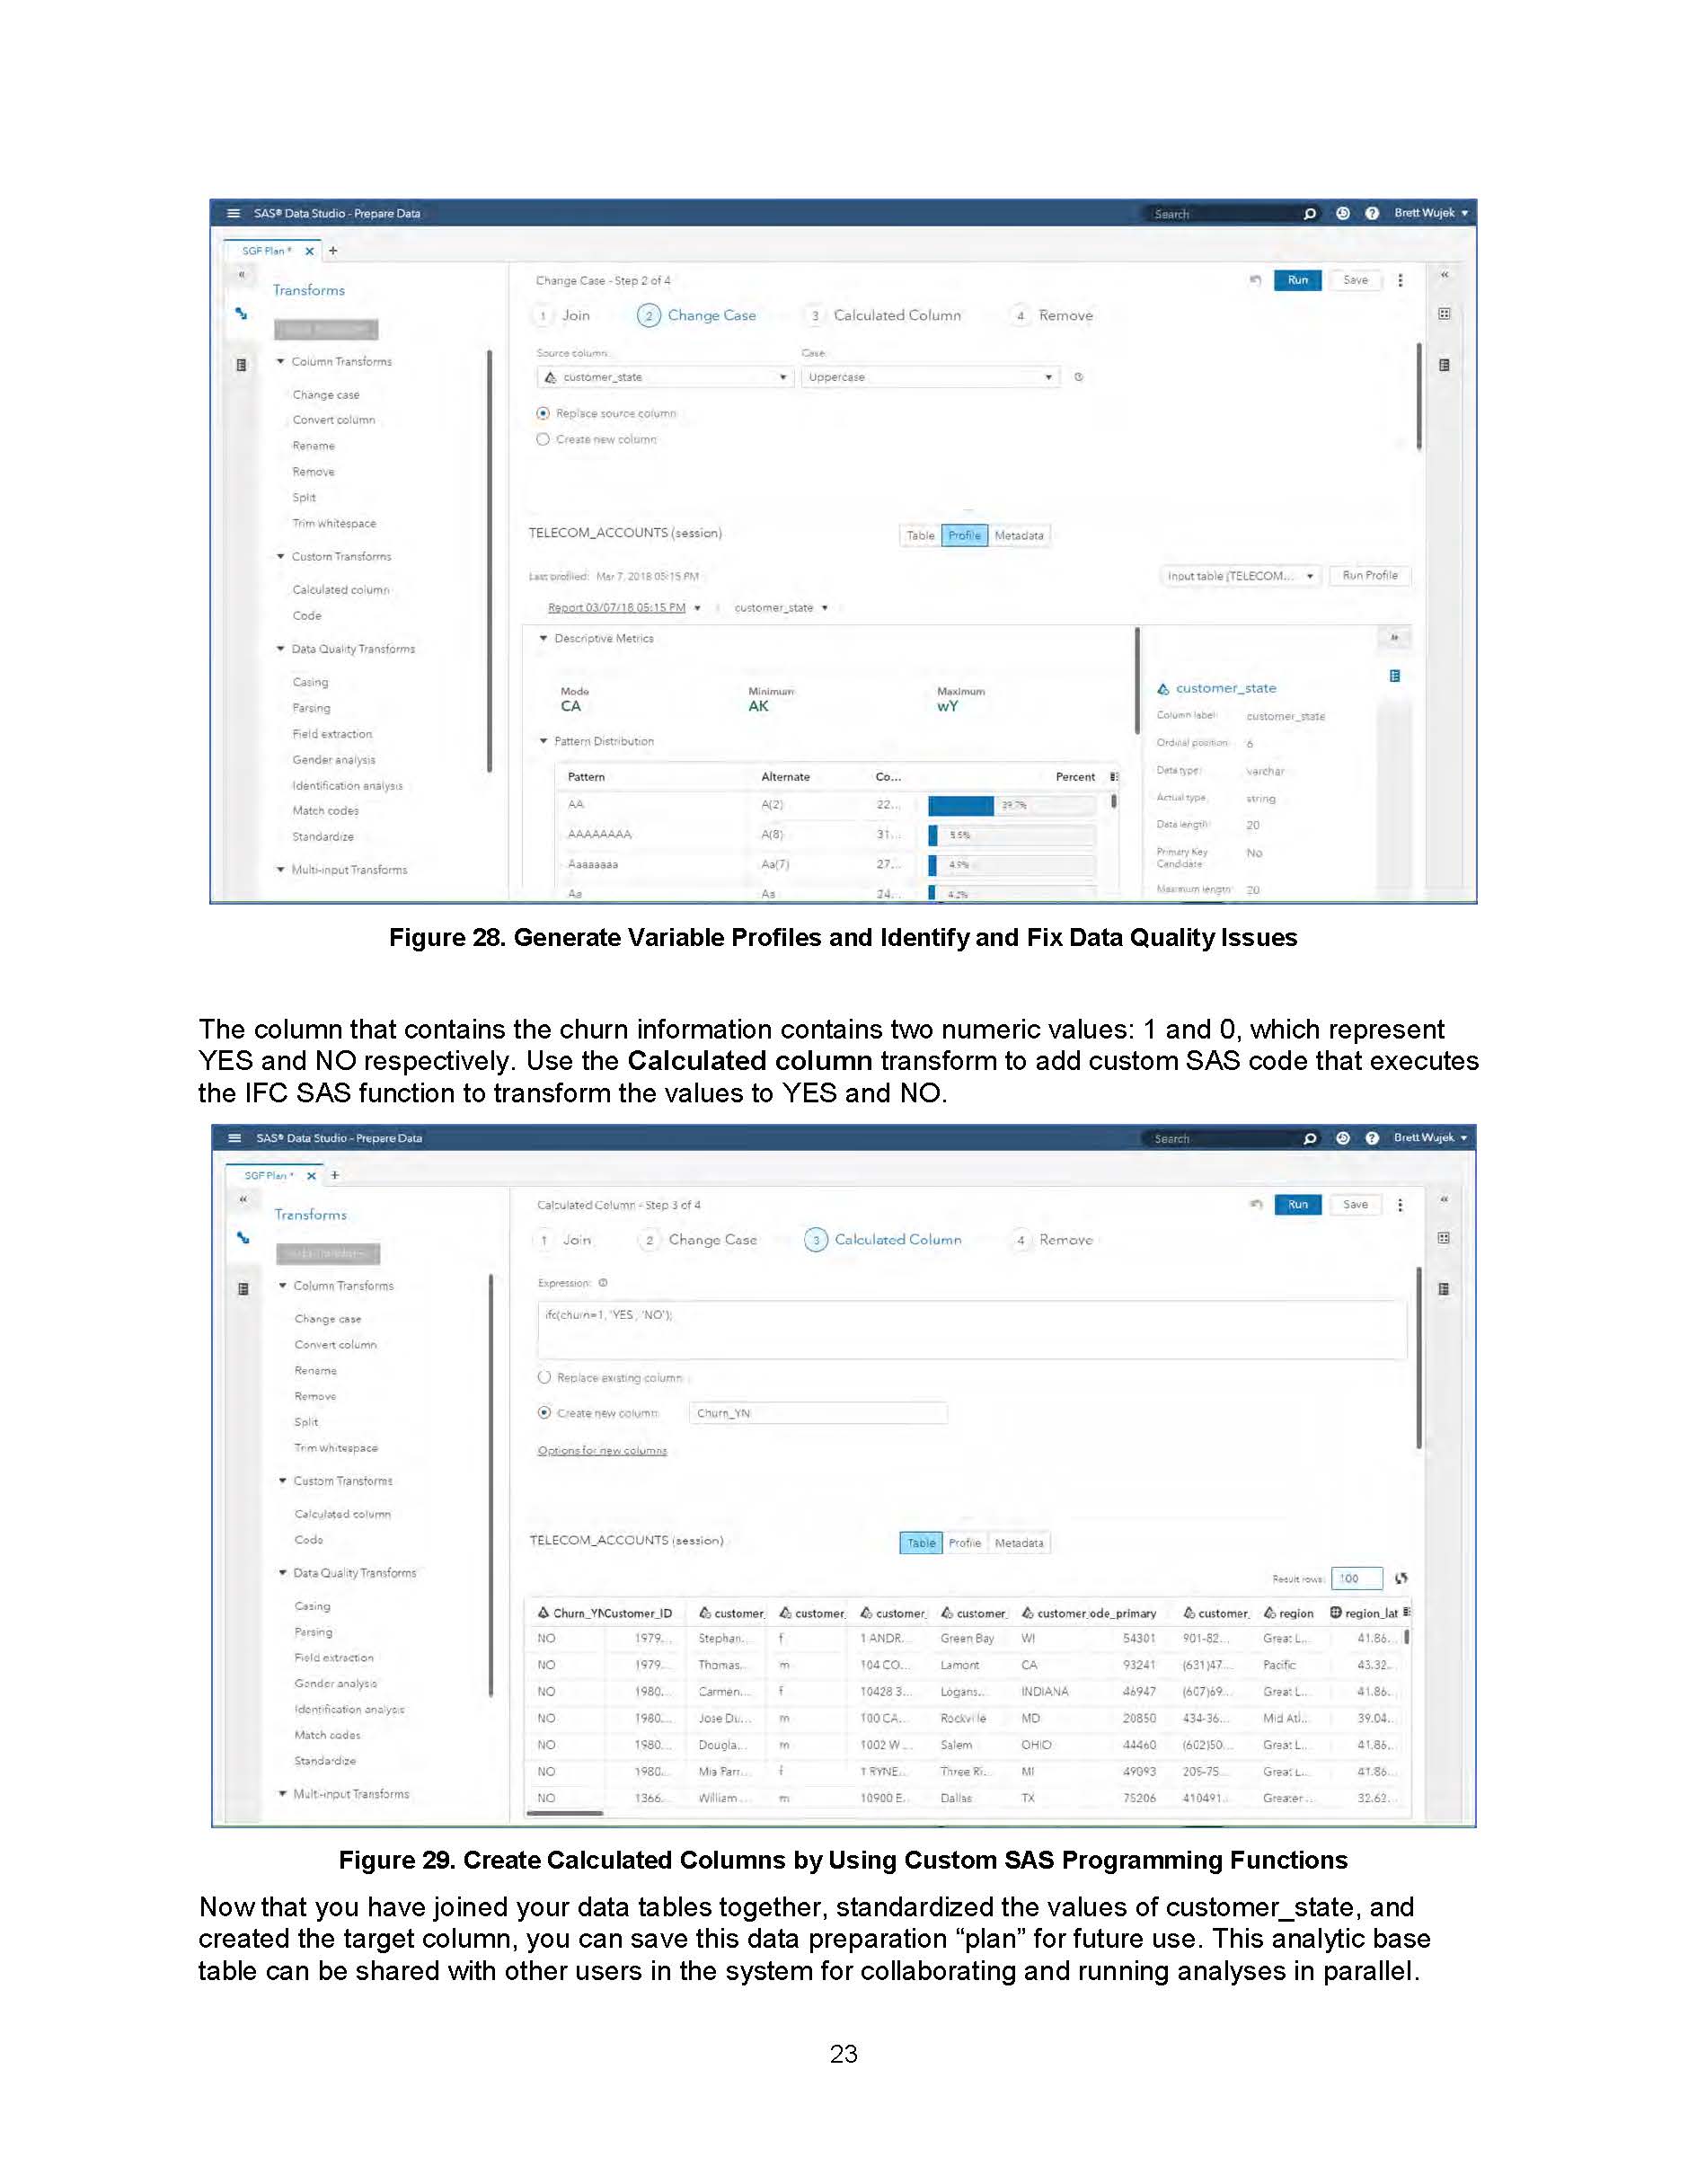 SAS® Data Studio - Prepare Data Search Brett Wujek
SGF Plan * × +
Transforms
Change Case - Step 2 of 4 Run Save
1 Join 2 Change Case 3 Calculated Column 4 Remove
Column Transforms
Change case
Convert column
Rename
Remove
Split
Trim whitespace
Custom Transforms
Calculated column
Code
Data Quality Transforms
Casing
Parsing
Field extraction
Gender analysis
Identification analysis
Match codes
Standardize
Multi-input Transforms
Source column: Case:
customer_state Uppercase
Replace source column
Create new column
TELECOM_ACCOUNTS (session) Table Profile Metadata
Last profiled: Mar 7, 2018 05:15 PM Input table (TELECOM... Run Profile
Report 03/07/18 05:15 PM customer_state
Descriptive Metrics
Mode Minimum Maximum
CA AK wY
Pattern Distribution
Pattern Alternate Co... Percent
AA A(2) 22... 39.7%
AAAAAAAA A(8) 31... 5.5%
Aaaaaaaa Aa(7) 27... 4.9%
Aa Aa 24... 4.2%
customer_state
Column label: customer_state
Ordinal position: 6
Data type: varchar
Actual type: string
Data length: 20
Primary Key Candidate: No
Maximum length: 20
Figure 28. Generate Variable Profiles and Identify and Fix Data Quality Issues
The column that contains the churn information contains two numeric values: 1 and 0, which represent
YES and NO respectively. Use the Calculated column transform to add custom SAS code that executes
the IFC SAS function to transform the values to YES and NO.
SAS® Data Studio - Prepare Data Search Brett Wujek
SGF Plan * × +
Transforms
Calculated Column - Step 3 of 4 Run Save
1 Join 2 Change Case 3 Calculated Column 4 Remove
Column Transforms
Change case
Convert column
Rename
Remove
Split
Trim whitespace
Custom Transforms
Calculated column
Code
Data Quality Transforms
Casing
Parsing
Field extraction
Gender analysis
Identification analysis
Match codes
Standardize
Multi-input Transforms
Expression:
ifc(churn=1, 'YES', 'NO');
Replace existing column
Create new column Churn_YN
Options for new columns
TELECOM_ACCOUNTS (session) Table Profile Metadata
Result rows: 100
Churn_YN Customer_ID customer_ customer_ customer_ customer_ customer_ ode_primary customer_ region region_lat
NO 1979... Stephan... f 1 ANDR... Green Bay WI 54301 901-82... Great L... 41.86...
NO 1979... Thomas... m 104 CO... Lamont CA 93241 (631)47... Pacific 43.32...
NO 1980... Carmen... f 10428 3... Logans... INDIANA 46947 (607)69... Great L... 41.86...
NO 1980... Jose Du... m 100 CA... Rockville MD 20850 434-36... Mid Atl... 39.04...
NO 1980... Dougla... m 1002 W ... Salem OHIO 44460 (602)50... Great L... 41.86...
NO 1980... Mia Parr... f 1 RYNE... Three Ri... MI 49093 205-75... Great L... 41.86...
NO 1366... William ... m 10900 E... Dallas TX 75206 410491... Greater ... 32.62...
Figure 29. Create Calculated Columns by Using Custom SAS Programming Functions
Now that you have joined your data tables together, standardized the values of customer_state, and
created the target column, you can save this data preparation “plan” for future use. This analytic base
table can be shared with other users in the system for collaborating and running analyses in parallel.
23